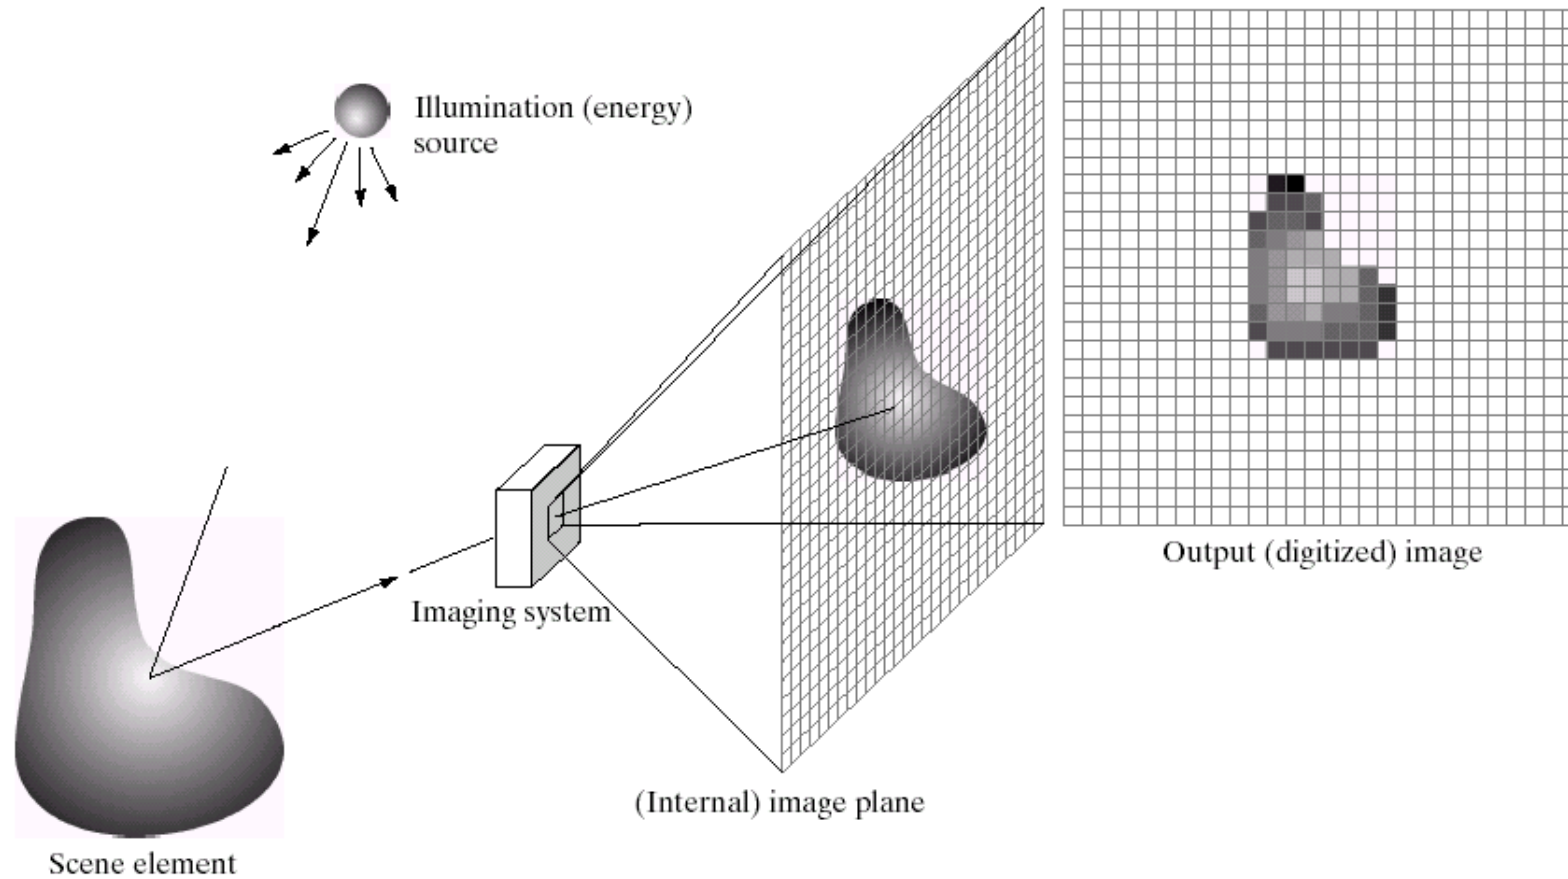 Illumination (energy)
source
Output (digitized) image
Imaging system
(Internal) image plane
Scene element